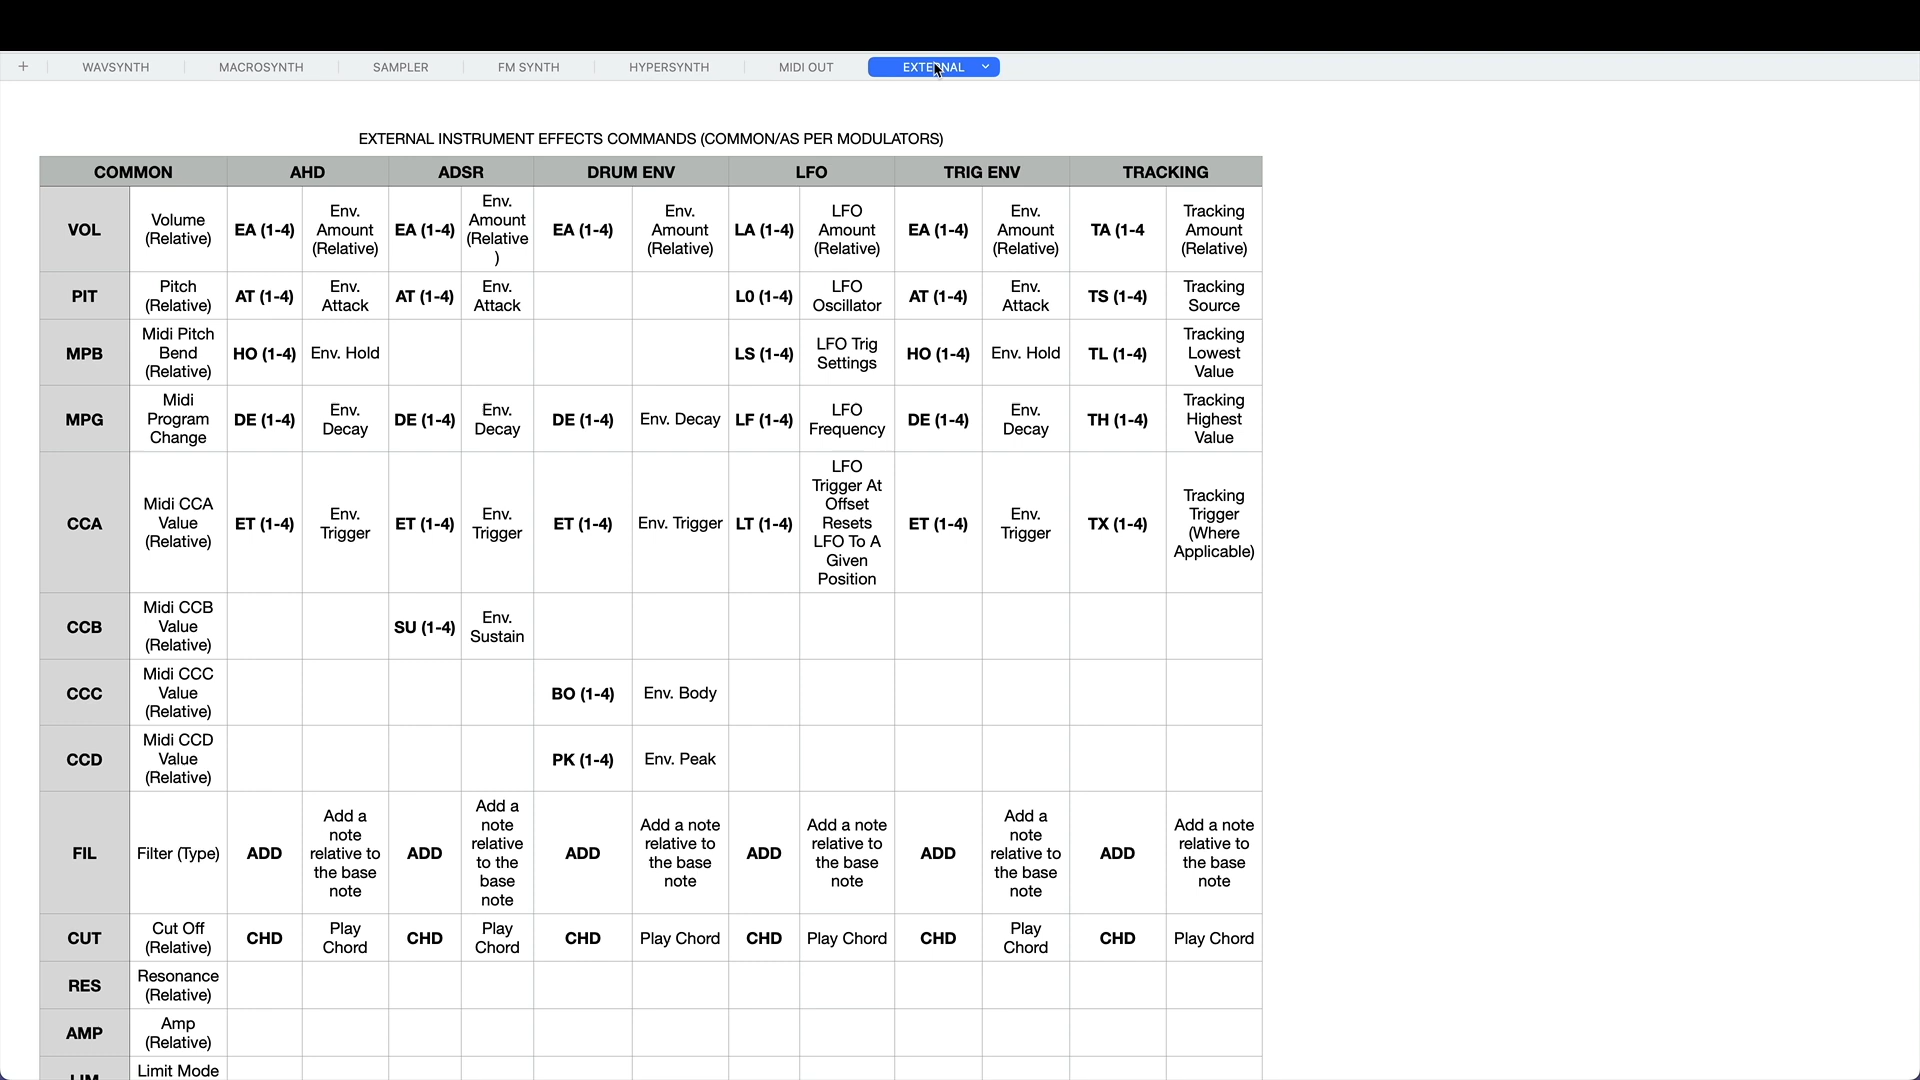 + WAVSYNTH MACROSYNTH SAMPLER FM SYNTH HYPERSYNTH MIDI OUT EXTERNAL
EXTERNAL INSTRUMENT EFFECTS COMMANDS (COMMON/AS PER MODULATORS)
COMMON AHD ADSR DRUM ENV LFO TRIG ENV TRACKING
VOL
Volume
(Relative)
EA (1-4)
Env.
Amount
(Relative)
EA (1-4)
Env.
Amount
(Relative
)
EA (1-4)
Env.
Amount
(Relative)
LA (1-4)
LFO
Amount
(Relative)
EA (1-4)
Env.
Amount
(Relative)
TA (1-4
Tracking
Amount
(Relative)
PIT
Pitch
(Relative)
AT (1-4)
Env.
Attack
AT (1-4)
Env.
Attack
L0 (1-4)
LFO
Oscillator
AT (1-4)
Env.
Attack
TS (1-4)
Tracking
Source
MPB
Midi Pitch
Bend
(Relative)
HO (1-4)
Env. Hold
LS (1-4)
LFO Trig
Settings
HO (1-4)
Env. Hold
TL (1-4)
Tracking
Lowest
Value
MPG
Midi
Program
Change
DE (1-4)
Env.
Decay
DE (1-4)
Env.
Decay
DE (1-4)
Env. Decay
LF (1-4)
LFO
Frequency
DE (1-4)
Env.
Decay
TH (1-4)
Tracking
Highest
Value
CCA
Midi CCA
Value
(Relative)
ET (1-4)
Env.
Trigger
ET (1-4)
Env.
Trigger
ET (1-4)
Env. Trigger
LT (1-4)
LFO
Trigger At
Offset
Resets
LFO To A
Given
Position
ET (1-4)
Env.
Trigger
TX (1-4)
Tracking
Trigger
(Where
Applicable)
CCB
Midi CCB
Value
(Relative)
SU (1-4)
Env.
Sustain
CCC
Midi CCC
Value
(Relative)
BO (1-4)
Env. Body
CCD
Midi CCD
Value
(Relative)
PK (1-4)
Env. Peak
FIL
Filter (Type)
ADD
Add a
note
relative to
the base
note
ADD
Add a
note
relative
to the
base
note
ADD
Add a note
relative to
the base
note
ADD
Add a note
relative to
the base
note
ADD
Add a
note
relative to
the base
note
ADD
Add a note
relative to
the base
note
CUT
Cut Off
(Relative)
CHD
Play
Chord
CHD
Play
Chord
CHD
Play Chord
CHD
Play Chord
CHD
Play
Chord
CHD
Play Chord
RES
Resonance
(Relative)
AMP
Amp
(Relative)
LIM
Limit Mode